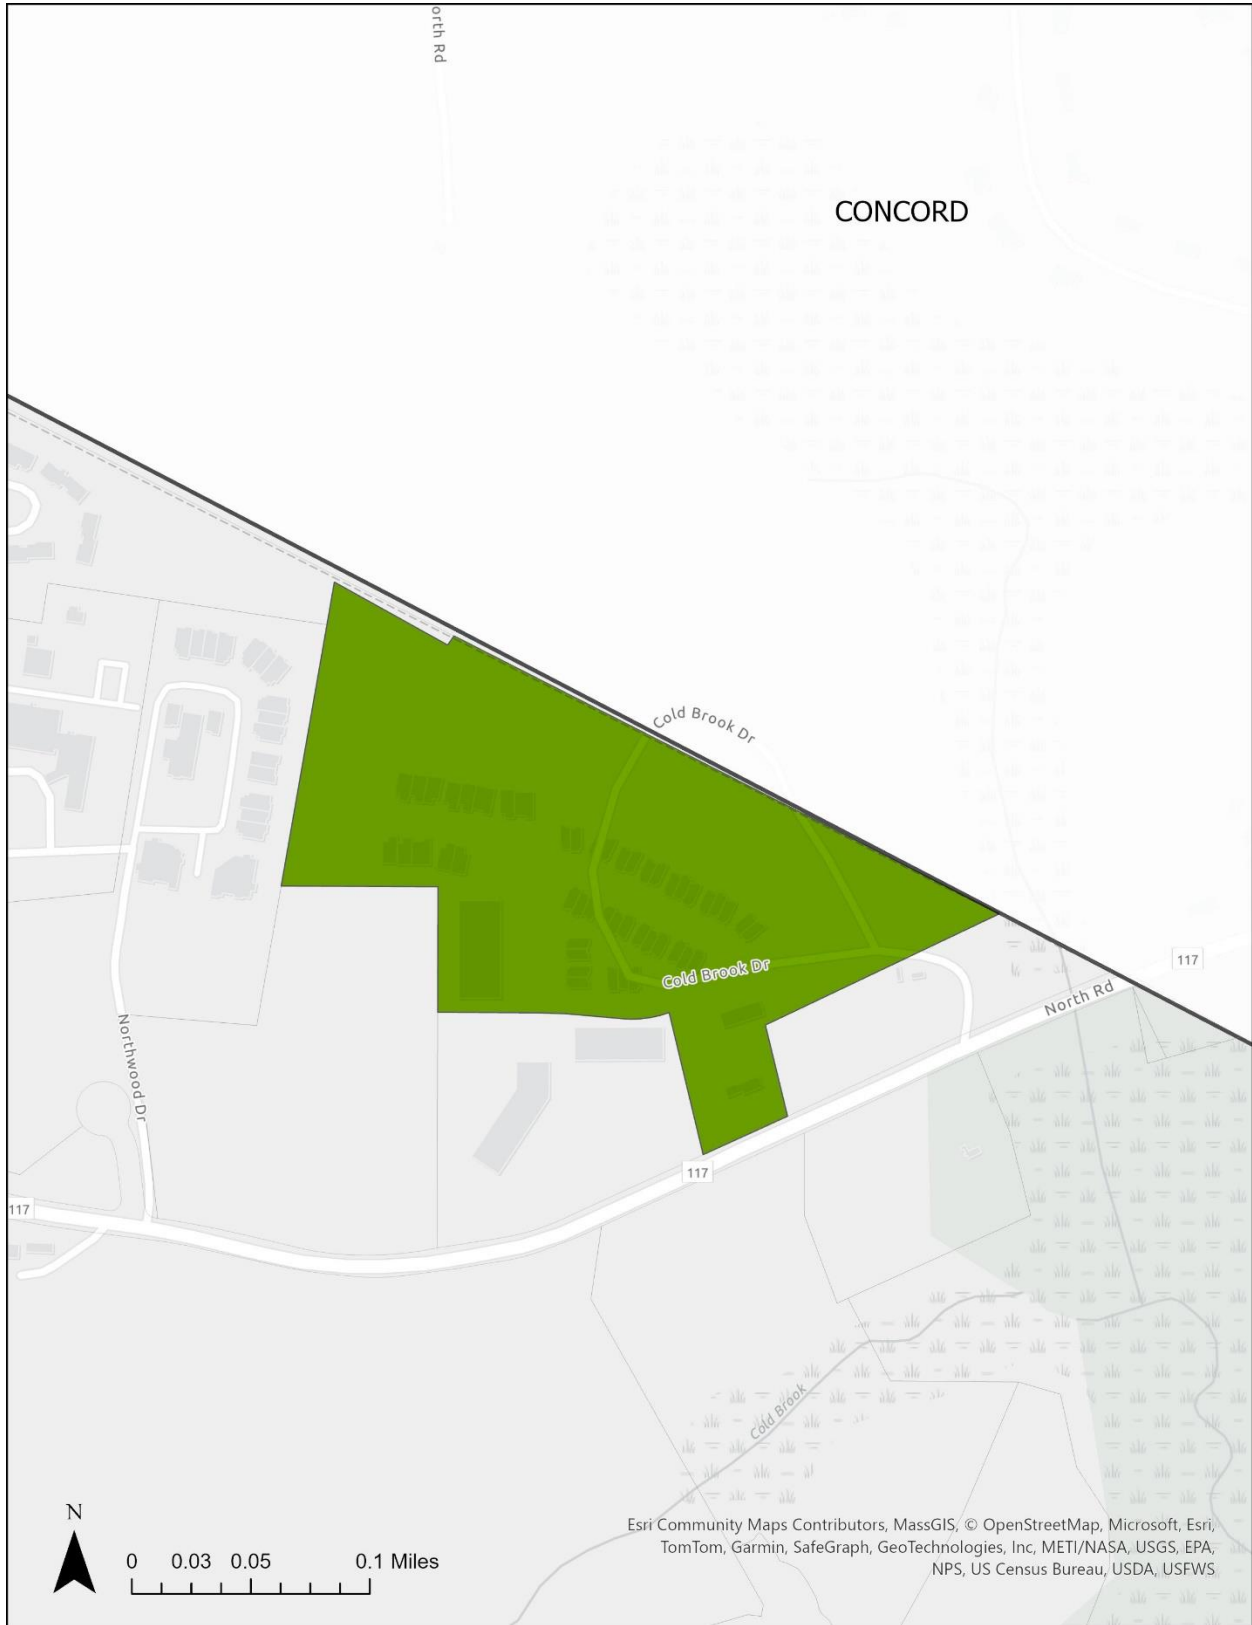 orth Rd
CONCORD
Cold Brook Dr
117
Cold Brook Dr
North Rd
Northwood Dr
117
117
Cold Brook
N
0 0.03 0.05 0.1 Miles
Esri Community Maps Contributors, MassGIS, © OpenStreetMap, Microsoft, Esri,
TomTom, Garmin, SafeGraph, GeoTechnologies, Inc, METI/NASA, USGS, EPA,
NPS, US Census Bureau, USDA, USFWS